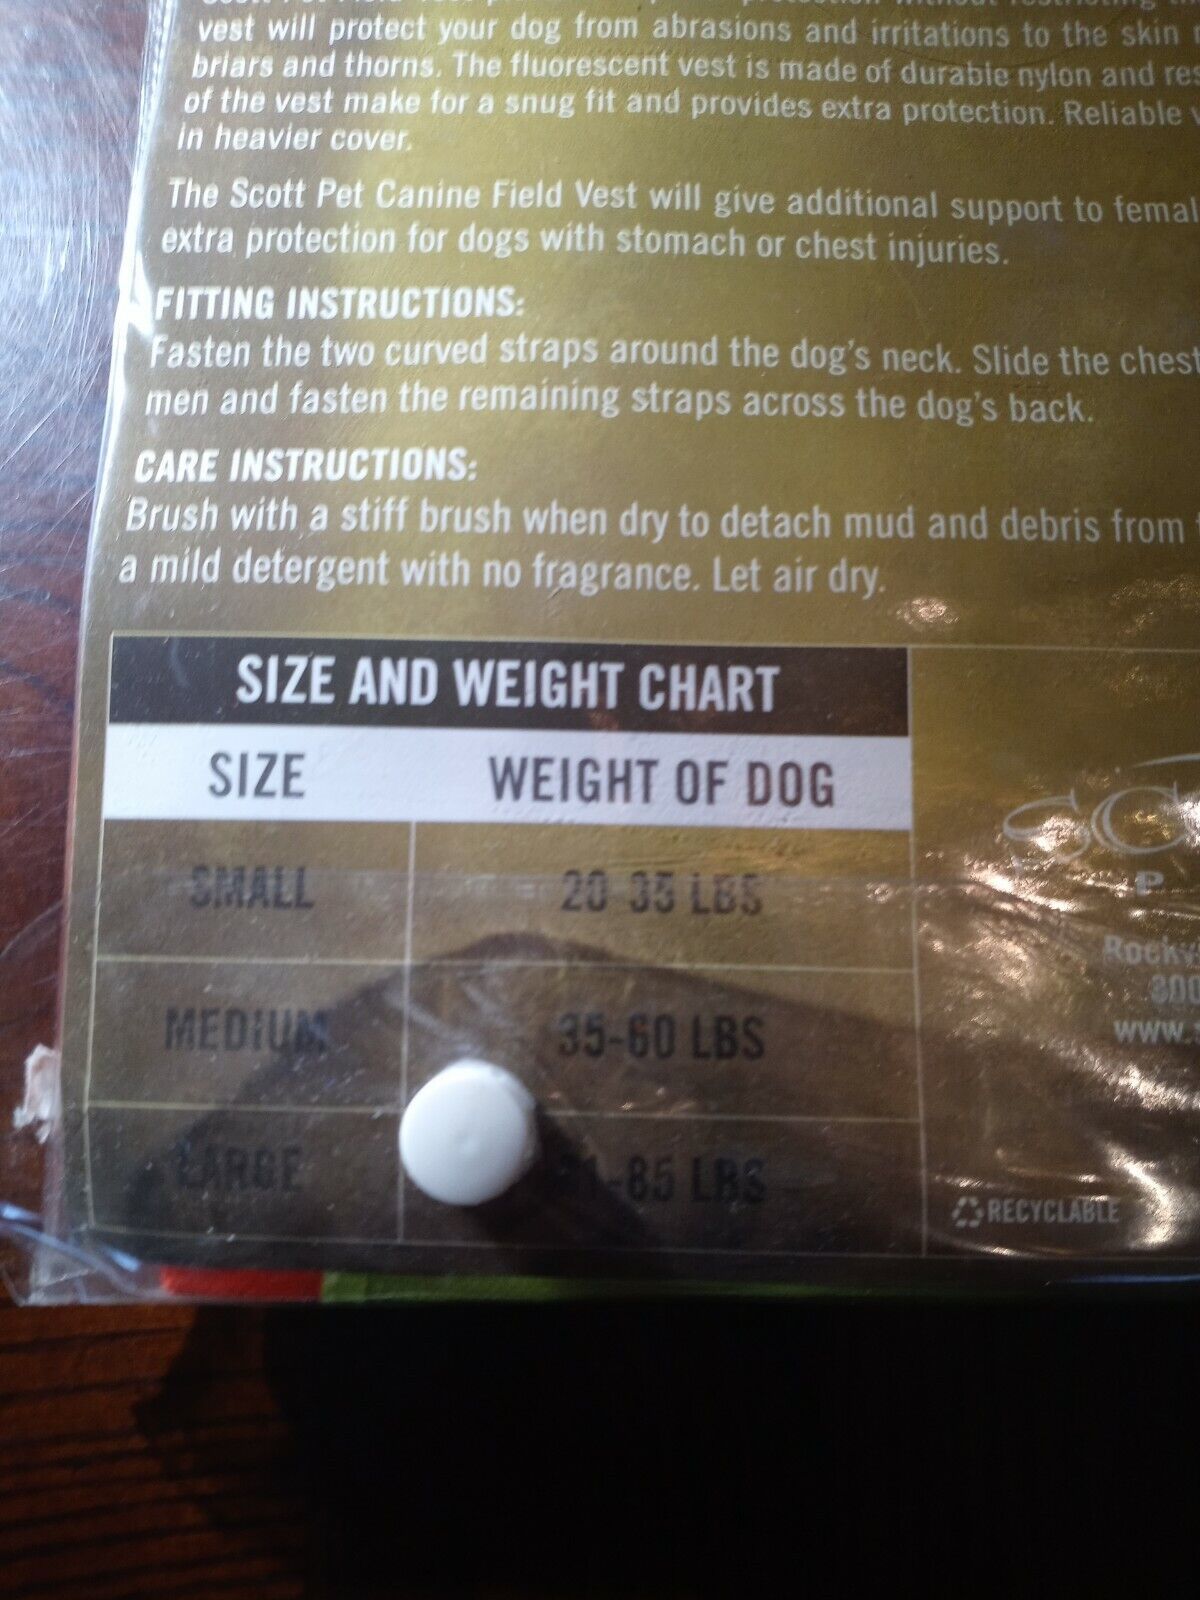 vest will protect your dog from abrasions and irritations to the skin
briars and thorns. The fluorescent vest is made of durable nylon and
of the vest make for a snug fit and provides extra protection. Reliable
in heavier cover.
The Scott Pet Canine Field Vest will give additional support to
extra protection for dogs with stomach or chest injuries.
FITTING INSTRUCTIONS:
Fasten the two curved straps around the dog's neck. Slide the chest
men and fasten the remaining straps across the dog's back.
CARE INSTRUCTIONS:
Brush with a stiff brush when dry to detach mud and debris from
a mild detergent with no fragrance. Let air dry.
SIZE AND WEIGHT CHART
SIZE WEIGHT OF DOG
SMALL 20-35 LBS
MEDIUM 35-60 LBS
LARGE 1-85 LBS
P
800
www.
RECYCLABLE